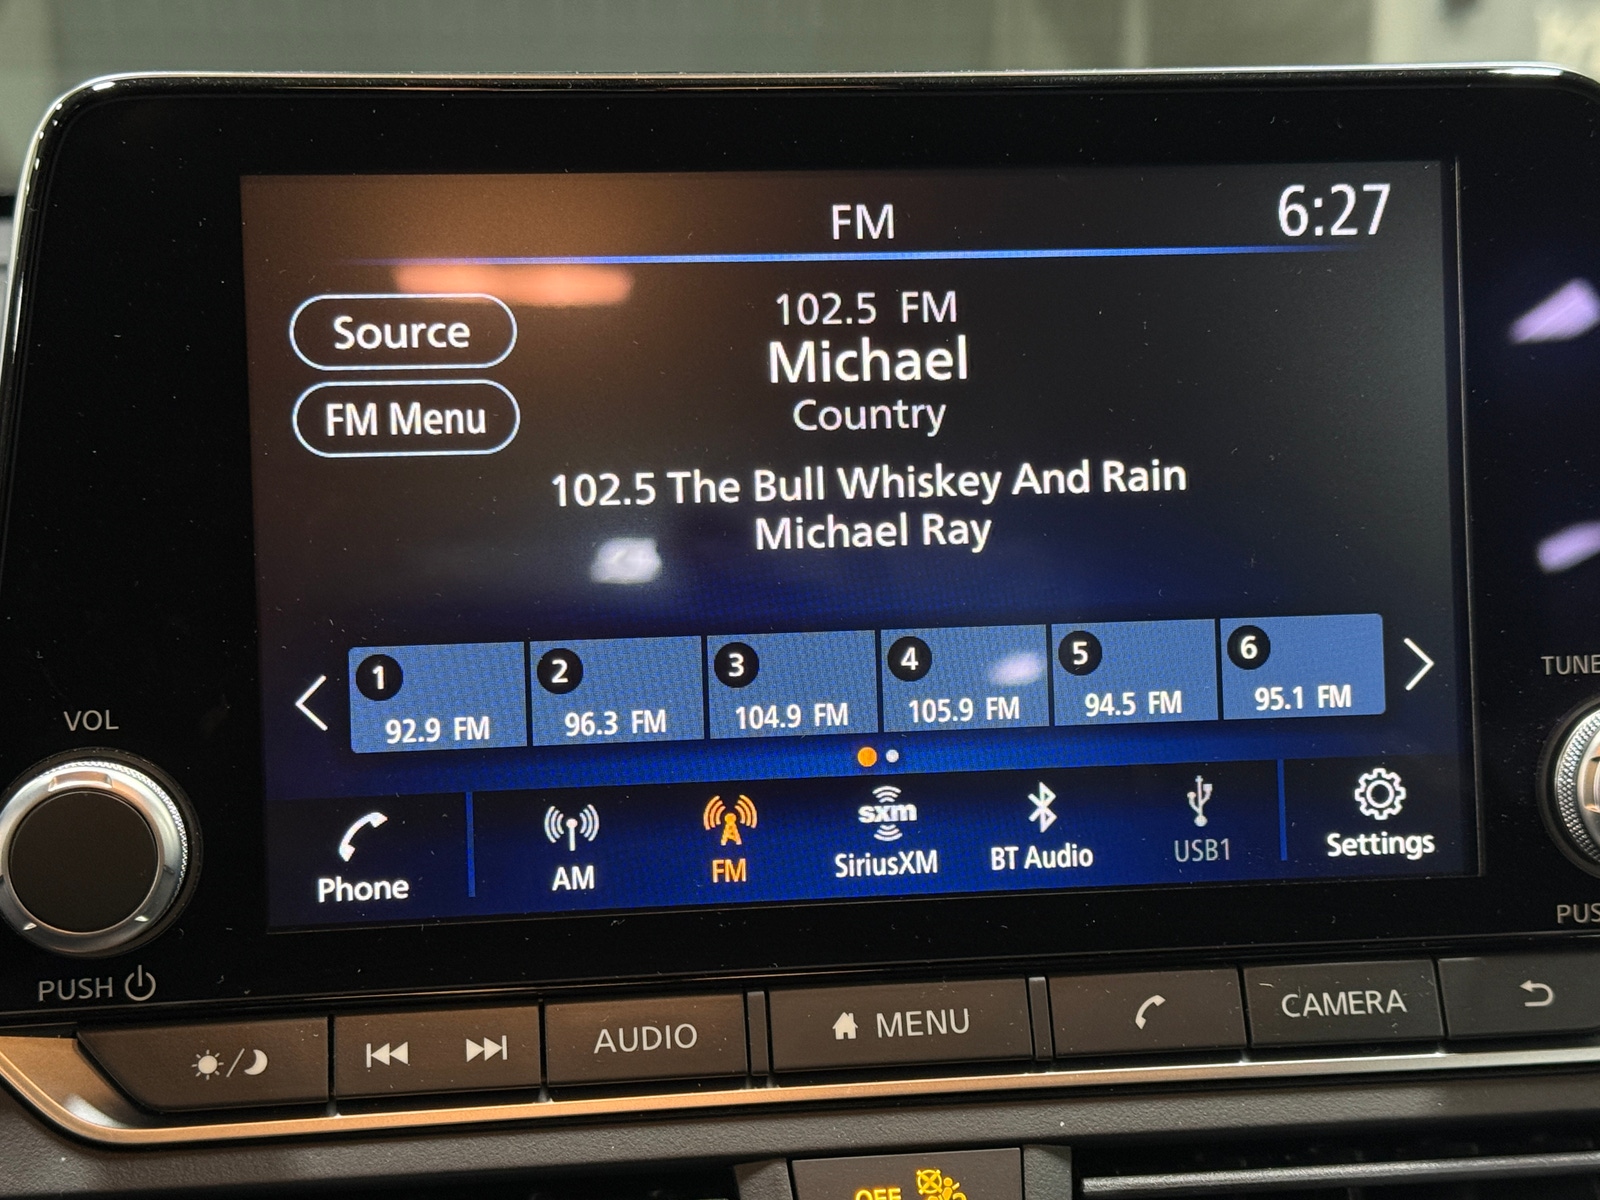 FM
6:27
Source
FM Menu
102.5 FM
Michael
Country
102.5 The Bull Whiskey And Rain
Michael Ray
1
92.9 FM
2
96.3 FM
3
104.9 FM
4
105.9 FM
5
94.5 FM
6
95.1 FM
Phone
AM
FM
sxm
SiriusXM
BT Audio
USB1
Settings
VOL
PUSH
TUNE
PUS
AUDIO
MENU
CAMERA
OFF